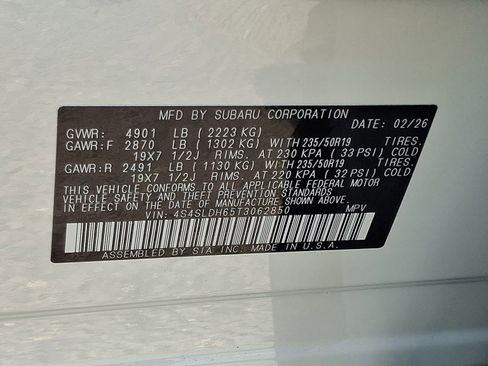 MFD BY SUBARU CORPORATION
DATE: 02/26
GVWR: 4901 LB (2223 KG)
GAWR:F 2870 LB (1302 KG) WITH 235/50R19 TIRES.
19X7 1/2J RIMS. AT 230 KPA (33 PSI) COLD
GAWR:R 2491 LB (1130 KG) WITH 235/50R19 TIRES.
19X7 1/2J RIMS. AT 220 KPA (32 PSI) COLD
THIS VEHICLE CONFORMS TO ALL APPLICABLE FEDERAL MOTOR
VEHICLE SAFETY AND THEFT PREVENTION STANDARDS IN EFFECT
ON THE DATE OF MANUFACTURE SHOWN ABOVE.
VIN: 4S4SLDH65T3062850 MPV
ASSEMBLED BY SIA INC. MADE IN U.S.A.